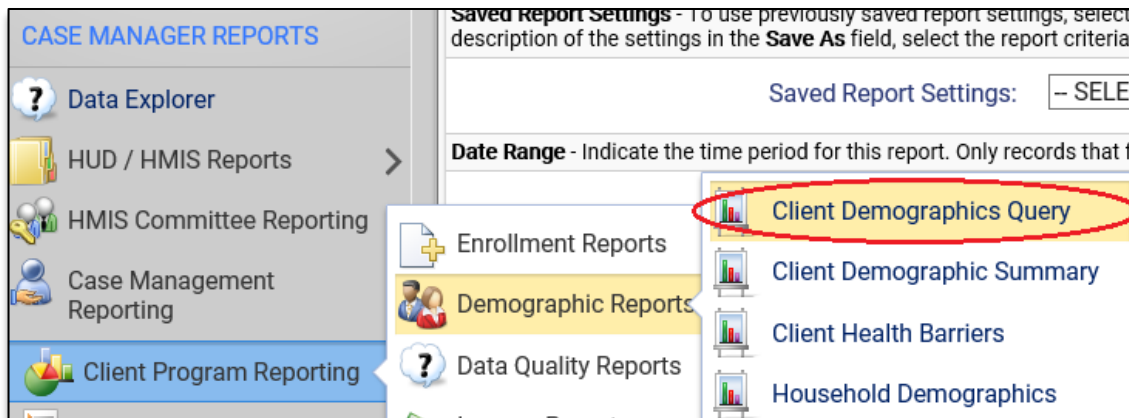 CASE MANAGER REPORTS
Data Explorer
HUD / HMIS Reports
HMIS Committee Reporting
Case Management
Reporting
Client Program Reporting
Enrollment Reports
Demographic Reports
Data Quality Reports
Saved Report Settings - To use previously saved report settings, select
description of the settings in the Save As field, select the report criteria
Saved Report Settings:
-- SELE
Date Range - Indicate the time period for this report. Only records that f
Client Demographics Query
Client Demographic Summary
Client Health Barriers
Household Demographics